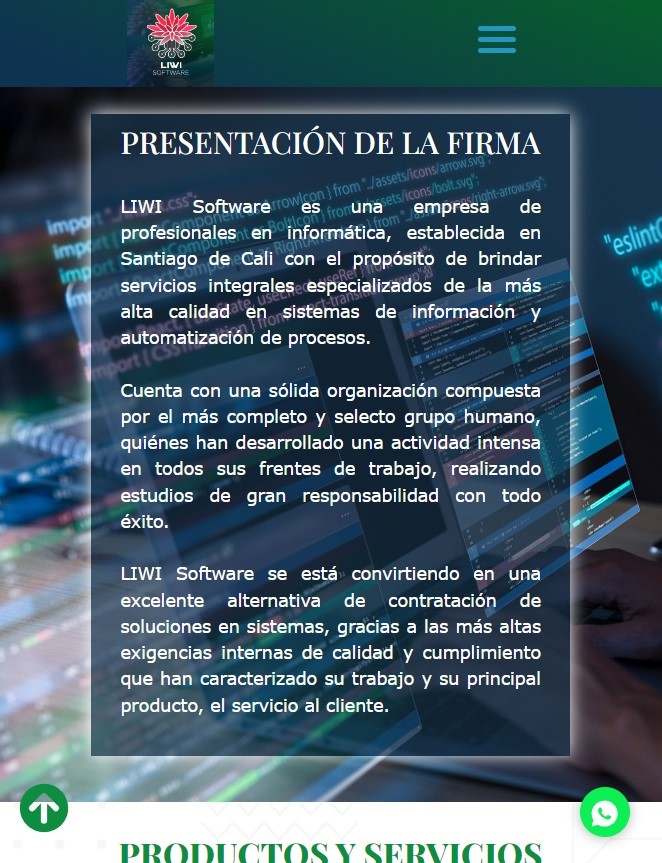 LIWI
SOFTWARE
PRESENTACIÓN DE LA FIRMA
LIWI Software es una empresa de
profesionales en informática, establecida en
Santiago de Cali con el propósito de brindar
servicios integrales especializados de la más
alta calidad en sistemas de información y
automatización de procesos.
Cuenta con una sólida organización compuesta
por el más completo y selecto grupo humano,
quiénes han desarrollado una actividad intensa
en todos sus frentes de trabajo, realizando
estudios de gran responsabilidad con todo
éxito.
LIWI Software se está convirtiendo en una
excelente alternativa de contratación de
soluciones en sistemas, gracias a las más altas
exigencias internas de calidad y cumplimiento
que han caracterizado su trabajo y su principal
producto, el servicio al cliente.
"eslint
"ex
PRODUCTOS Y SERVICIOS